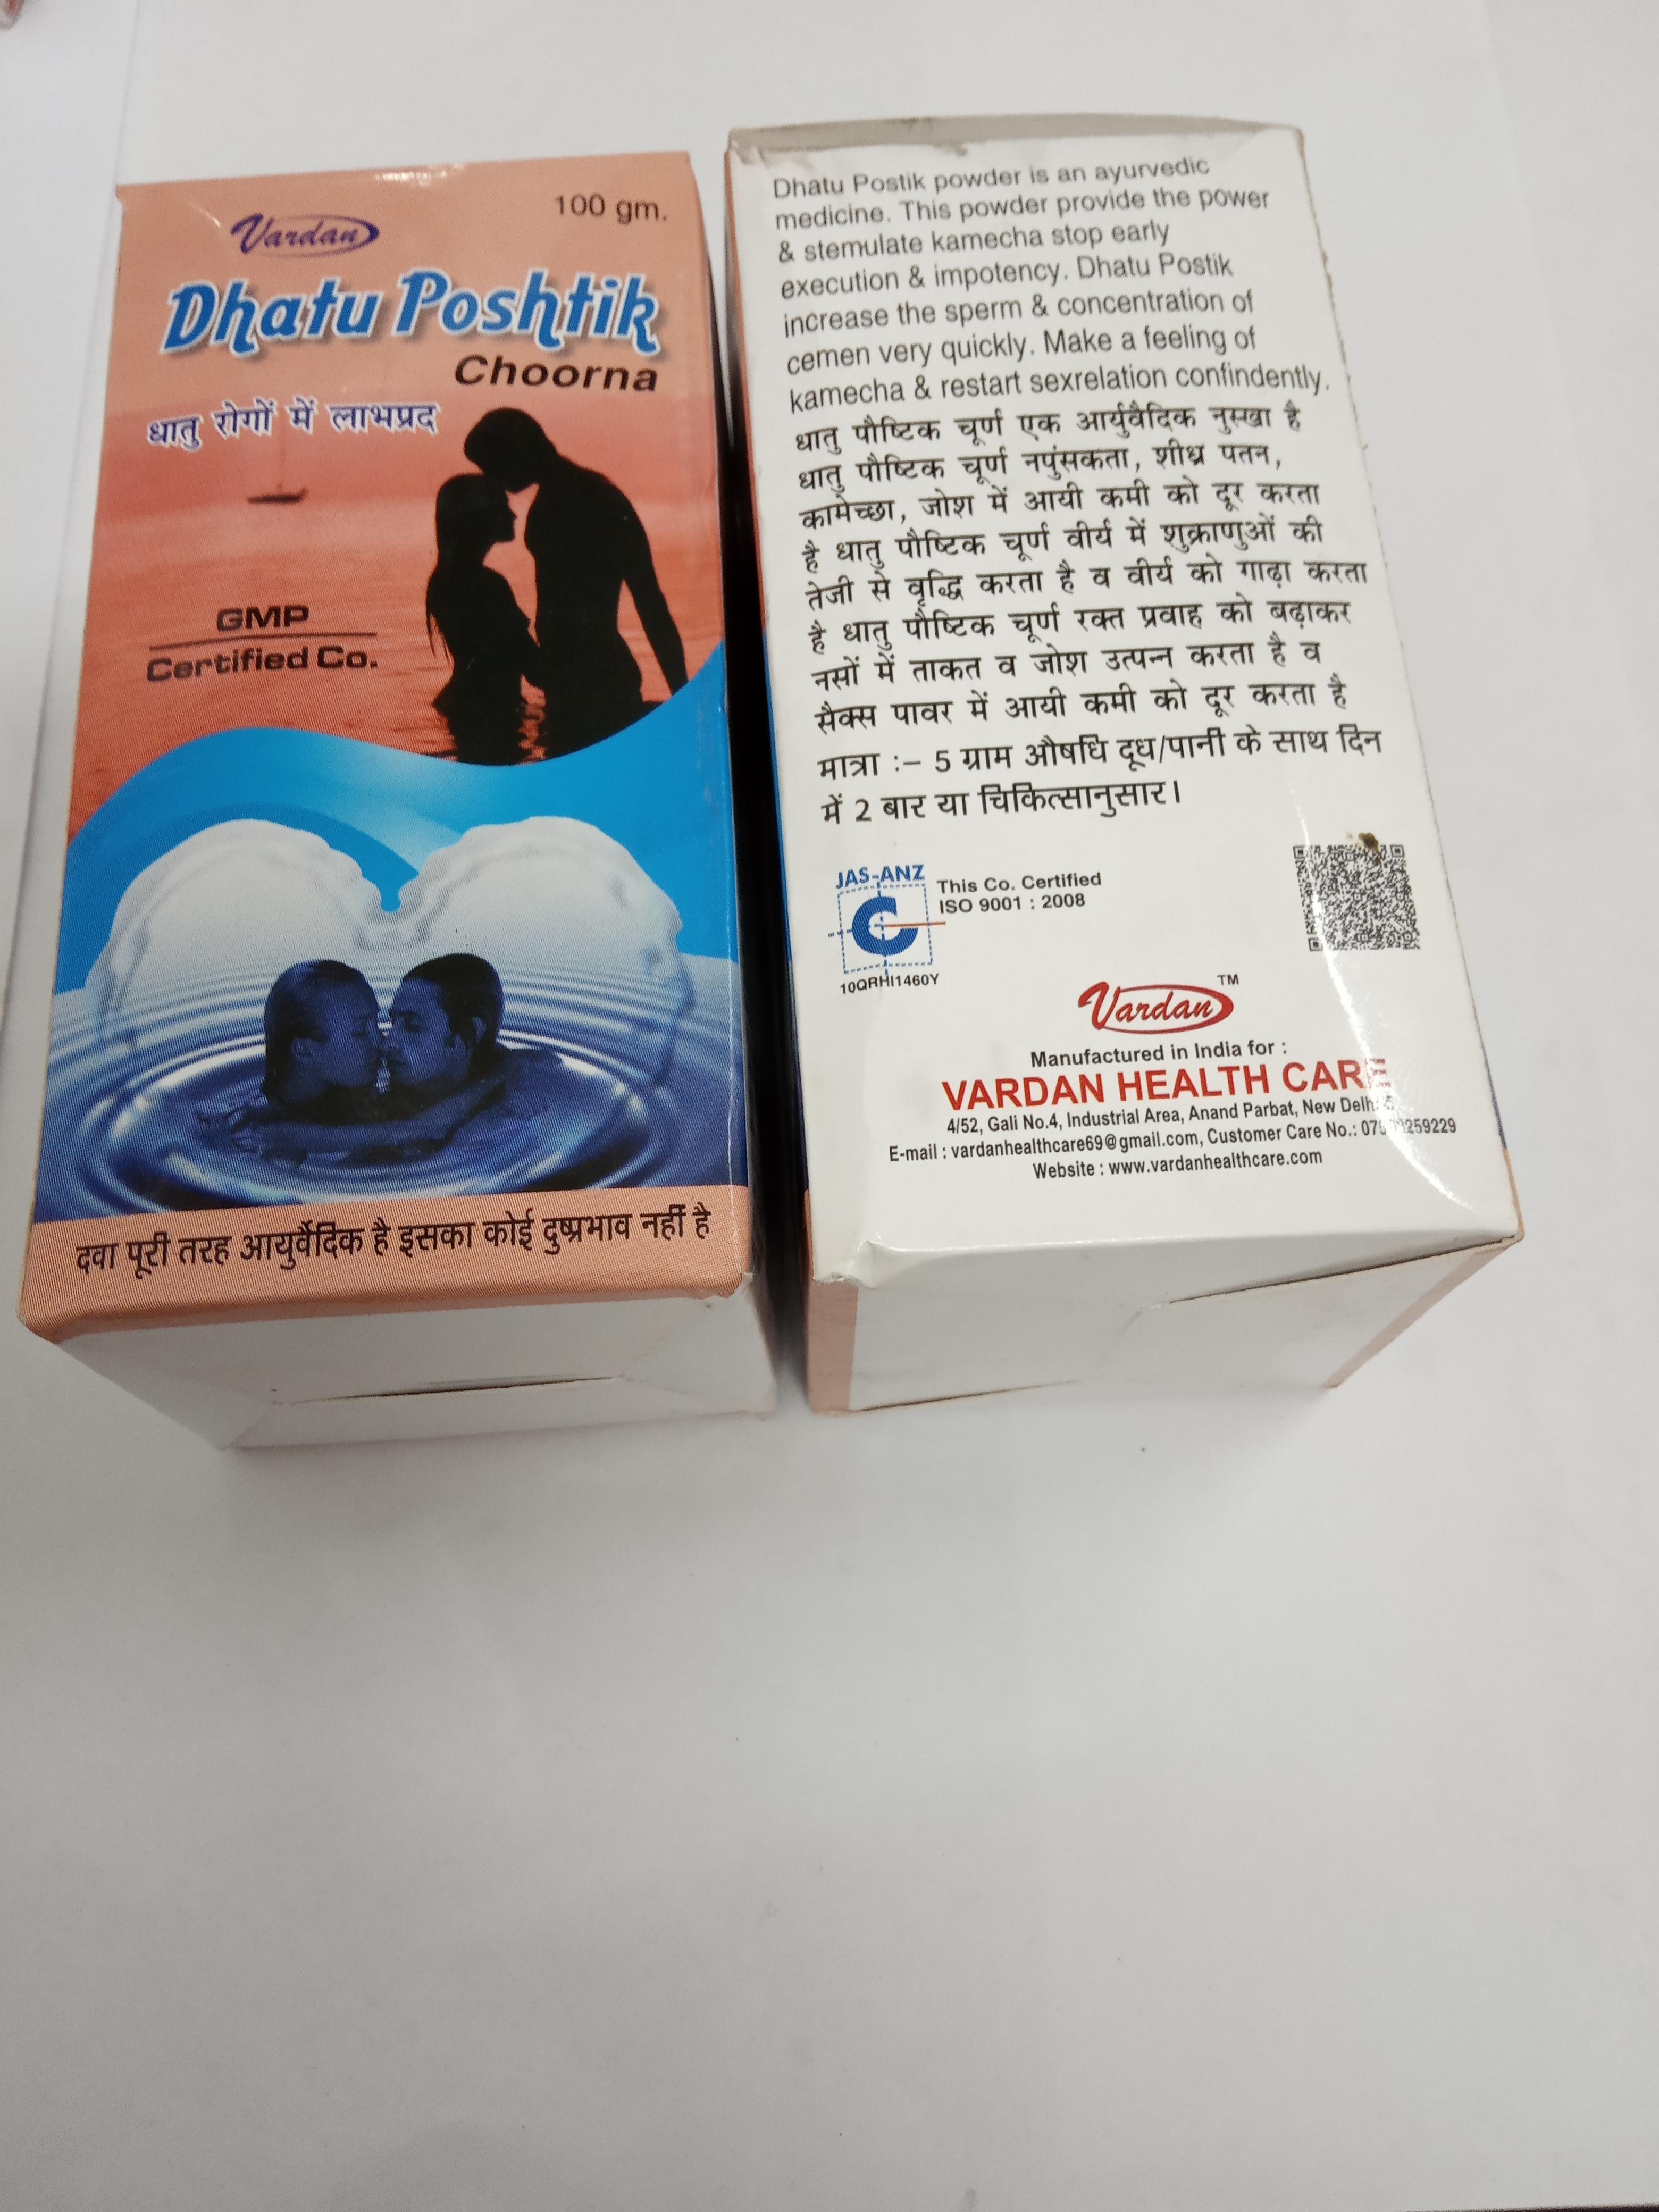 Vardan
100 gm.
Dhatu Poshtik
Choorna
धातु रोगों में लाभप्रद
GMP
Certified Co.
दवा पूरी तरह आयुर्वेदिक है इसका कोई दुष्प्रभाव नहीं है
Dhatu Postik powder is an ayurvedic
medicine. This powder provide the power
& stemulate kamecha stop early
execution & impotency. Dhatu Postik
increase the sperm & concentration of
cemen very quickly. Make a feeling of
kamecha & restart sexrelation confindently.
धातु पौष्टिक चूर्ण एक आर्युवैदिक नुस्खा है
धातु पौष्टिक चूर्ण नपुंसकता, शीध्र पतन,
कामेच्छा, जोश में आयी कमी को दूर करता
है धातु पौष्टिक चूर्ण वीर्य में शुक्राणुओं की
तेजी से वृद्धि करता है व वीर्य को गाढ़ा करता
है धातु पौष्टिक चूर्ण रक्त प्रवाह को बढ़ाकर
नसों में ताकत व जोश उत्पन्न करता है व
सैक्स पावर में आयी कमी को दूर करता है
मात्रा :– 5 ग्राम औषधि दूध/पानी के साथ दिन
में 2 बार या चिकित्सानुसार।
JAS-ANZ
This Co. Certified
ISO 9001 : 2008
10QRHI1460Y
Vardan TM
Manufactured in India for :
VARDAN HEALTH CARE
4/52, Gali No.4, Industrial Area, Anand Parbat, New
E-mail : vardanhealthcare69@gmail.com, Customer Care No.:
Website : www.vardanhealthcare.com